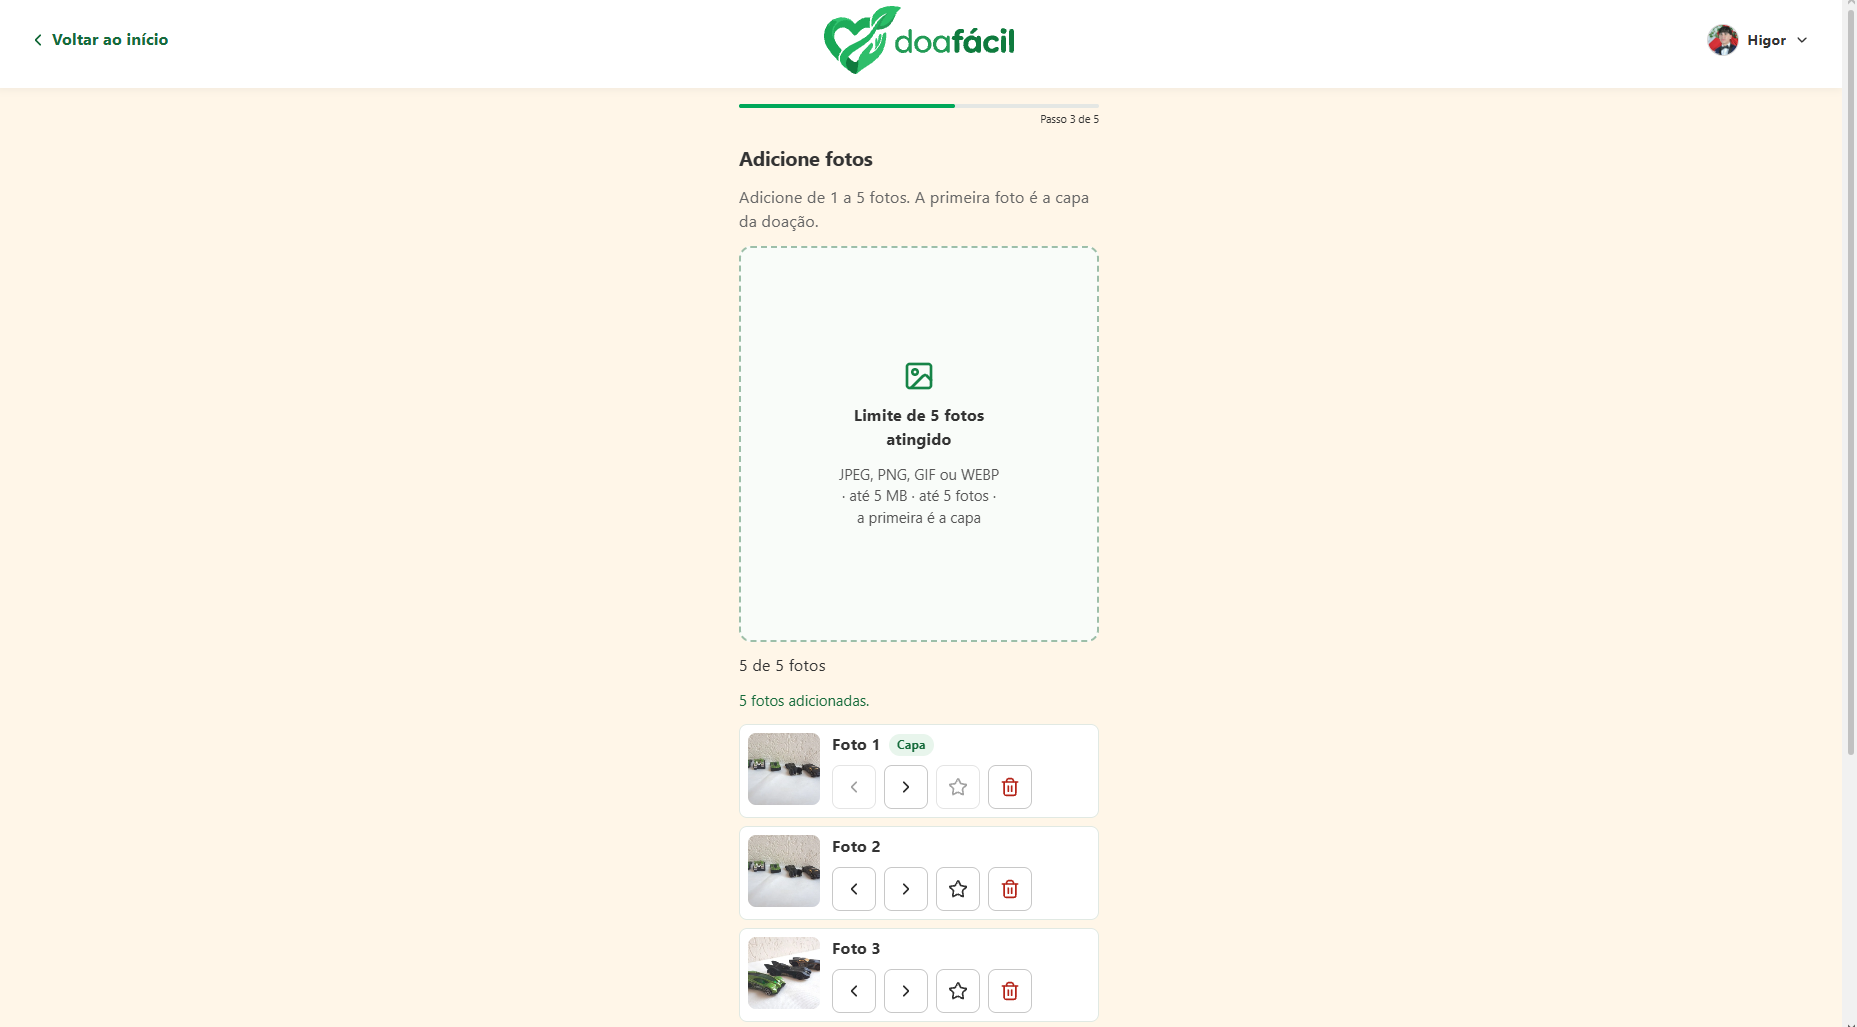 Voltar ao início
doafácil
Higor
Passo 3 de 5
Adicione fotos
Adicione de 1 a 5 fotos. A primeira foto é a capa
da doação.
Limite de 5 fotos
atingido
JPEG, PNG, GIF ou WEBP
· até 5 MB · até 5 fotos ·
a primeira é a capa
5 de 5 fotos
5 fotos adicionadas.
Foto 1
Capa
Foto 2
Foto 3